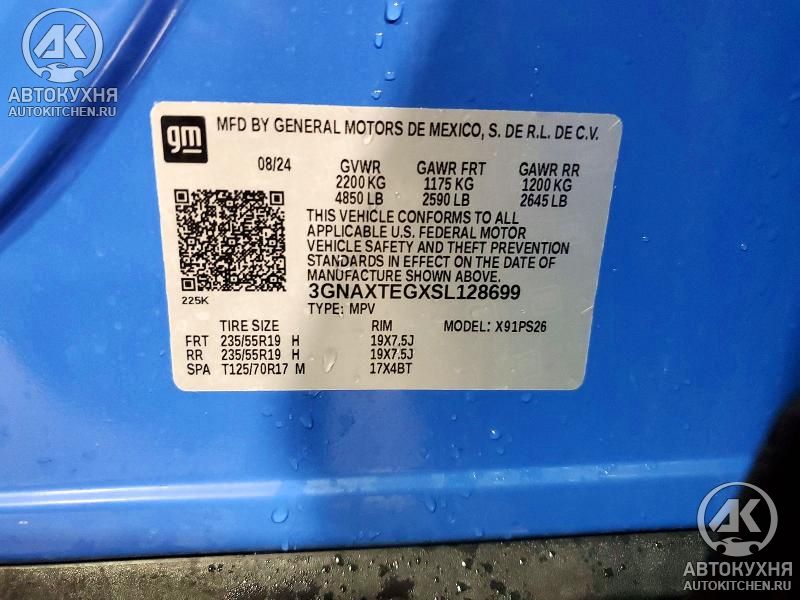 AK
АВТОКУХНЯ
AUTOKITCHEN.RU
gm MFD BY GENERAL MOTORS DE MEXICO, S. DE R.L. DE C.V.
08/24 GVWR GAWR FRT GAWR RR
2200 KG 1175 KG 1200 KG
4850 LB 2590 LB 2645 LB
THIS VEHICLE CONFORMS TO ALL
APPLICABLE U.S. FEDERAL MOTOR
VEHICLE SAFETY AND THEFT PREVENTION
STANDARDS IN EFFECT ON THE DATE OF
MANUFACTURE SHOWN ABOVE.
225K 3GNAXTEGXSL128699
TYPE: MPV
TIRE SIZE RIM MODEL: X91PS26
FRT 235/55R19 H 19X7.5J
RR 235/55R19 H 19X7.5J
SPA T125/70R17 M 17X4BT
AK
АВТОКУХНЯ
AUTOKITCHEN.RU